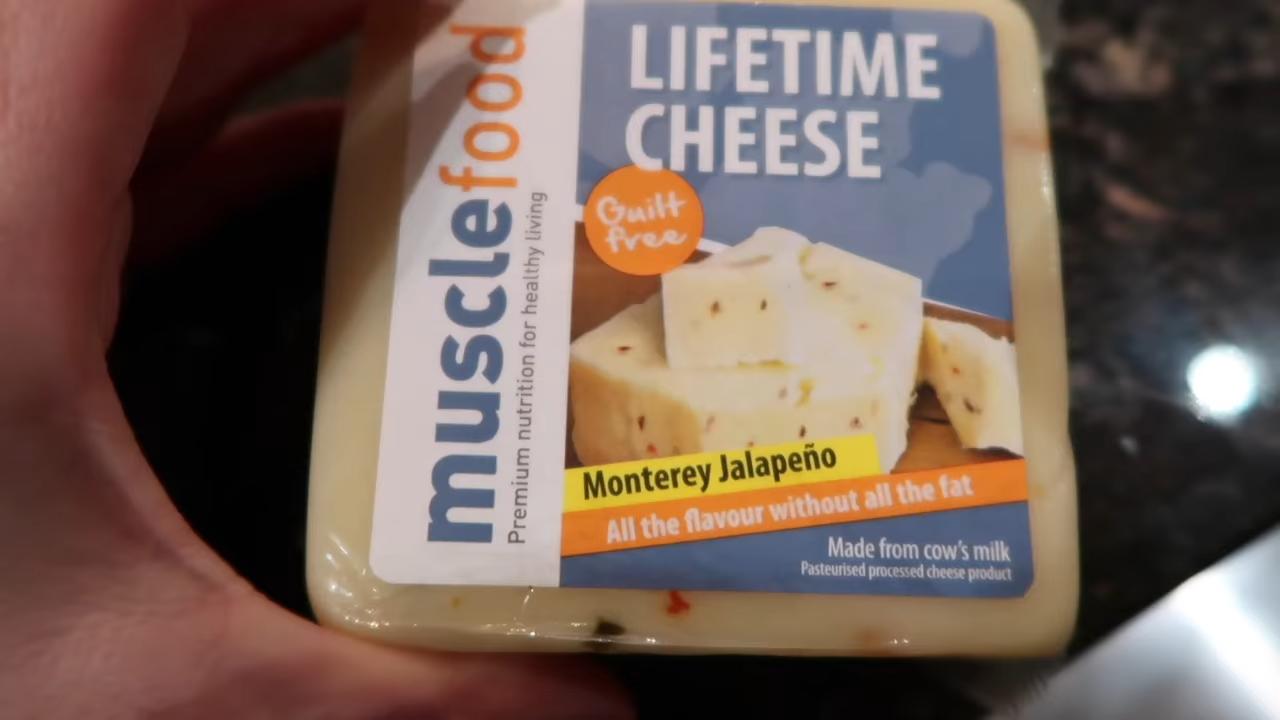 musclefood
Premium nutrition for healthy living
LIFETIME
CHEESE
Guilt
free
Monterey Jalapeño
All the flavour without all the fat
Made from cow's milk
Pasteurised processed cheese product